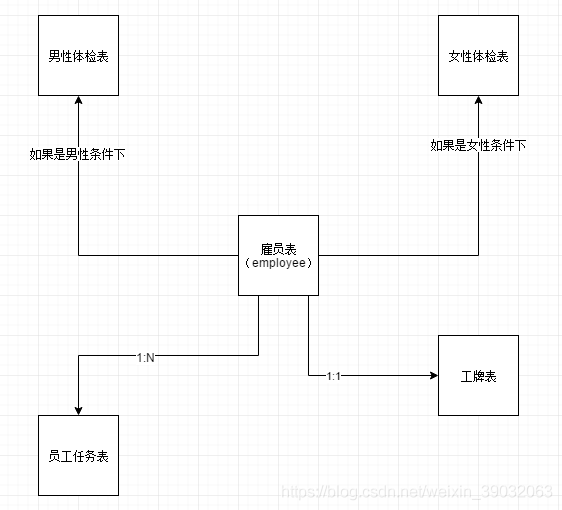 男性体检表
女性体检表
如果是男性条件下
如果是女性条件下
雇员表
（employee）
1:N
1:1
工牌表
员工任务表
https://blog.csdn.net/weixin_39032063